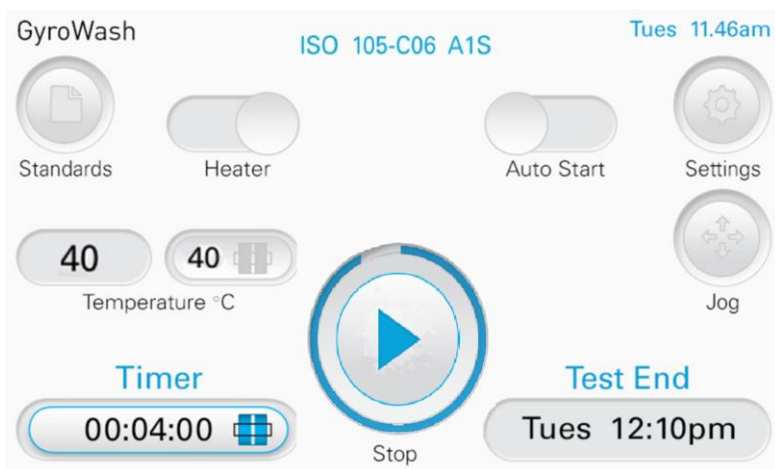 GyroWash
ISO 105-C06 A1S
Tues 11.46am
Standards
Heater
Auto Start
Settings
40
40
Temperature °C
Jog
Timer
Test End
00:04:00
Tues 12:10pm
Stop